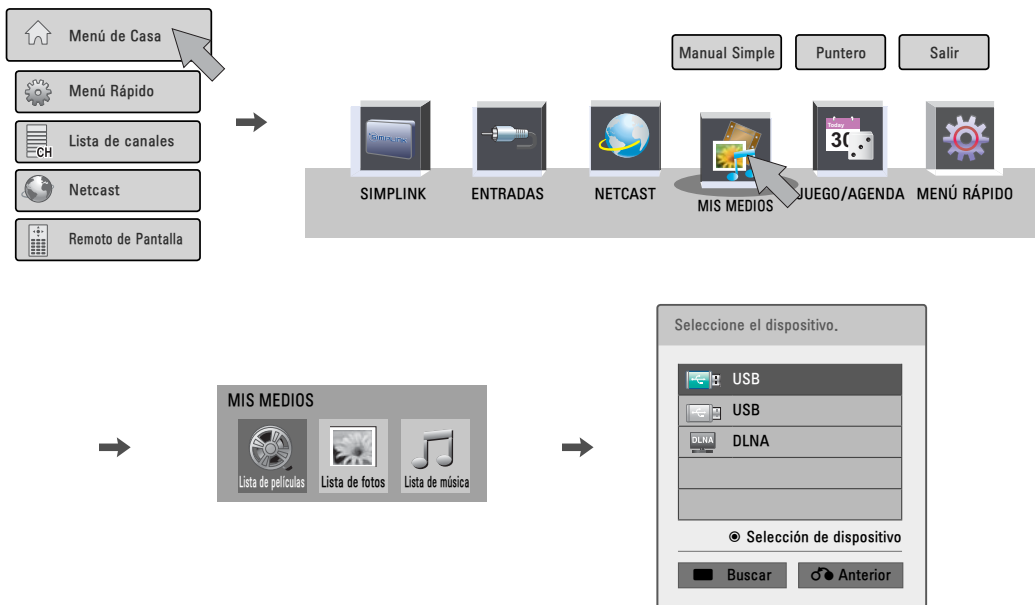 Menú de Casa
Menú Rápido
Lista de canales
CH
Netcast
Remoto de Pantalla
Manual Simple
Puntero
Salir
SIMPLINK
Today
30
SIMPLINK
ENTRADAS
NETCAST
MIS MEDIOS
JUEGO/AGENDA
MENÚ RÁPIDO
MIS MEDIOS
Lista de películas
Lista de fotos
Lista de música
Seleccione el dispositivo.
USB
USB
DLNA
DLNA
Selección de dispositivo
Buscar
Anterior